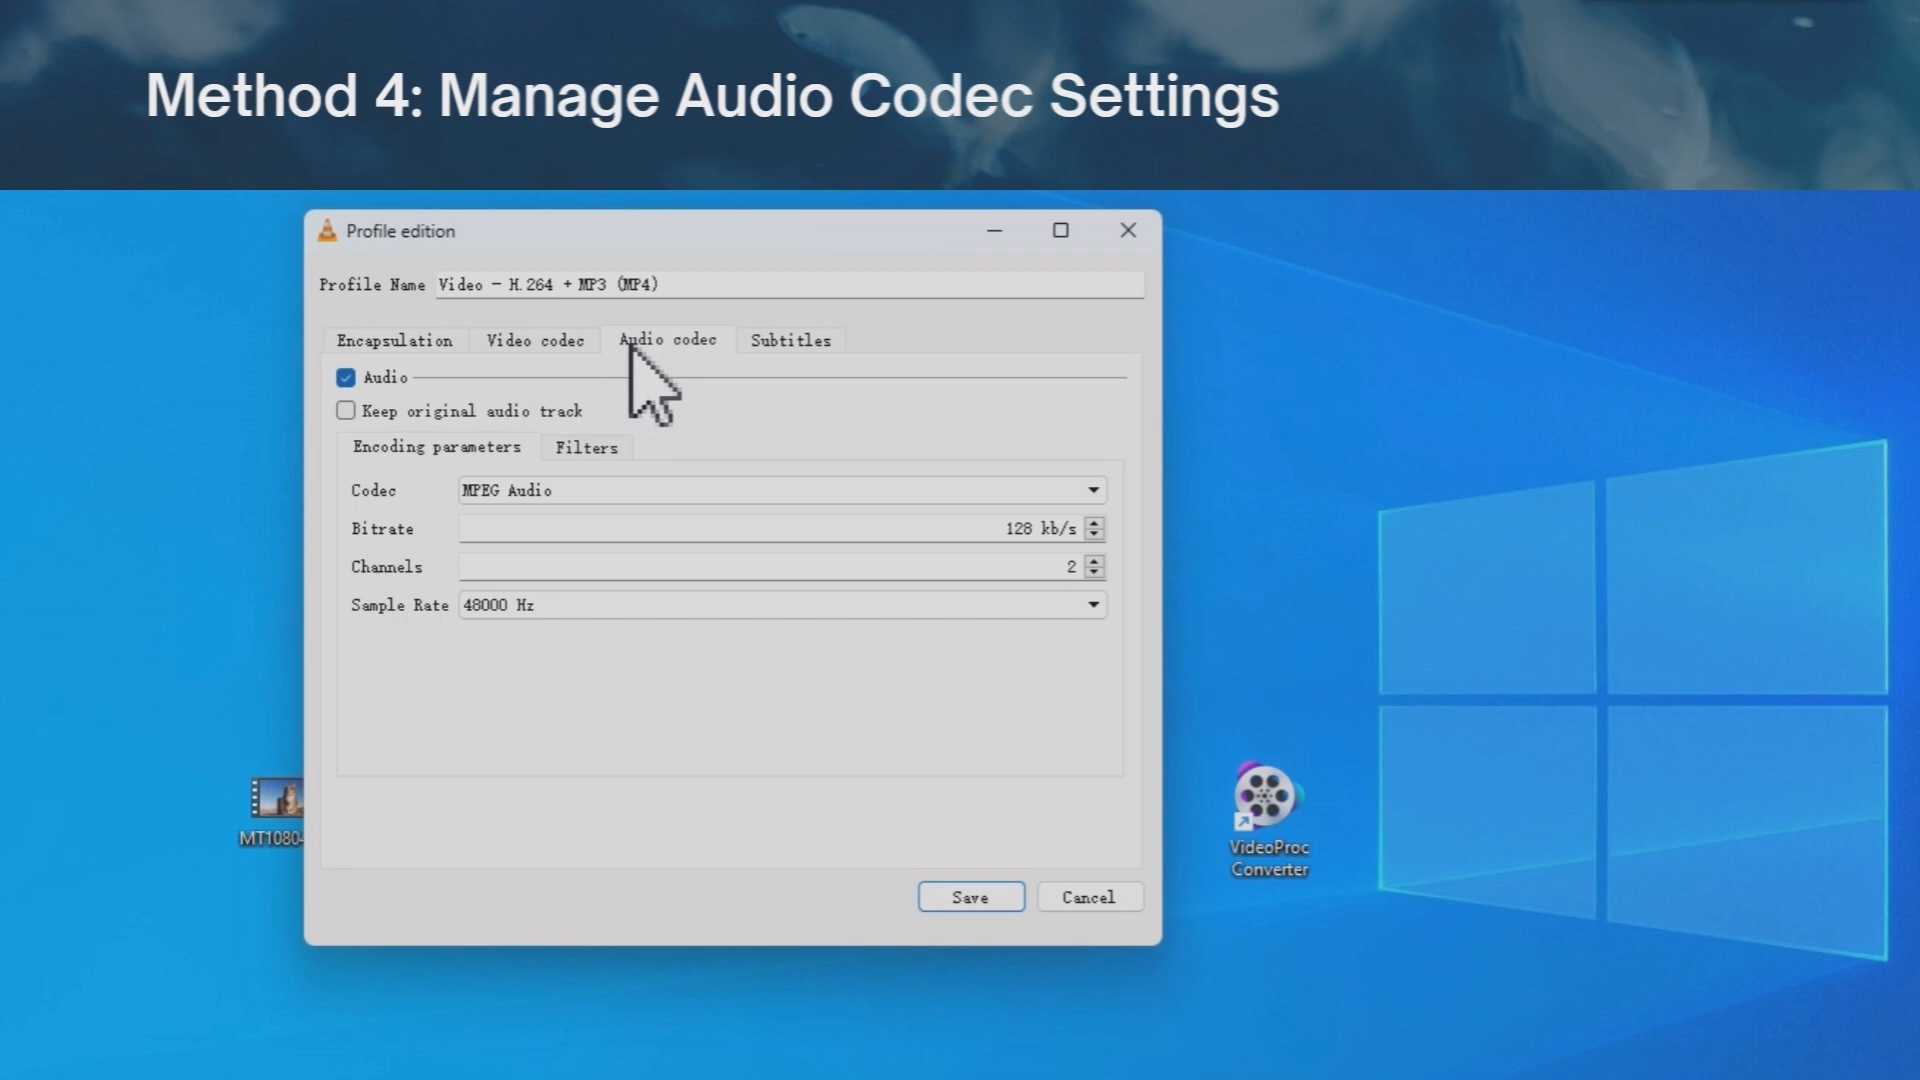 Method 4: Manage Audio Codec Settings
Profile edition
Profile Name Video - H.264 + MP3 (MP4)
Encapsulation Video codec Audio codec Subtitles
Audio
Keep original audio track
Encoding parameters Filters
Codec MPEG Audio
Bitrate 128 kb/s
Channels 2
Sample Rate 48000 Hz
MT1080
VideoProc
Converter
Save Cancel